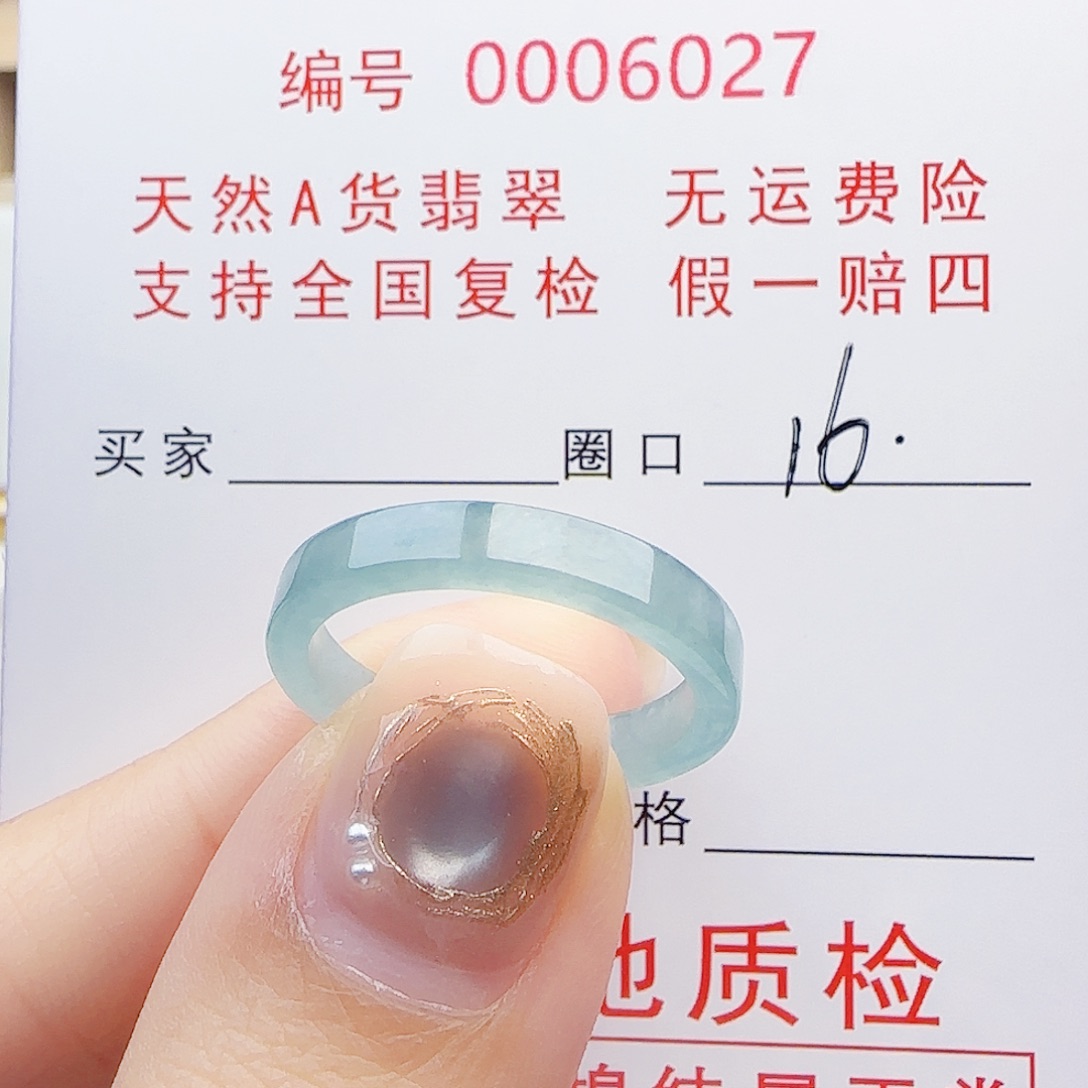 编号 0006027
天然A货翡翠 无运费险
支持全国复检 假一赔四
买家 圈口 16.
格
质检